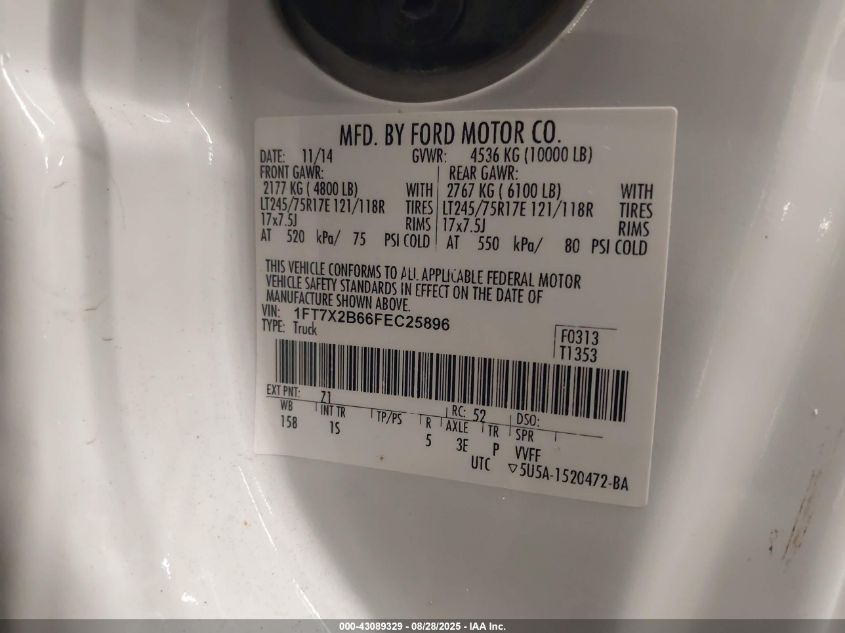 MFD. BY FORD MOTOR CO.
DATE: 11/14 GVWR: 4536 KG (10000 LB)
FRONT GAWR: REAR GAWR:
2177 KG ( 4800 LB) WITH 2767 KG ( 6100 LB) WITH
LT245/75R17E 121/118R TIRES LT245/75R17E 121/118R TIRES
17x7.5J RIMS 17x7.5J RIMS
AT 520 kPa/ 75 PSI COLD AT 550 kPa/ 80 PSI COLD
THIS VEHICLE CONFORMS TO ALL APPLICABLE FEDERAL MOTOR
VEHICLE SAFETY STANDARDS IN EFFECT ON THE DATE OF
MANUFACTURE SHOWN ABOVE.
VIN: 1FT7X2B66FEC25896
TYPE: Truck
F0313
T1353
EXT PNT: Z1 RC: 52 DSO:
WB INT TR TP/PS R AXLE TR SPR
158 1S 5 3E P VVFF
UTC ▽5U5A-1520472-BA
000-43089329 - 08/28/2025 - IAA Inc.